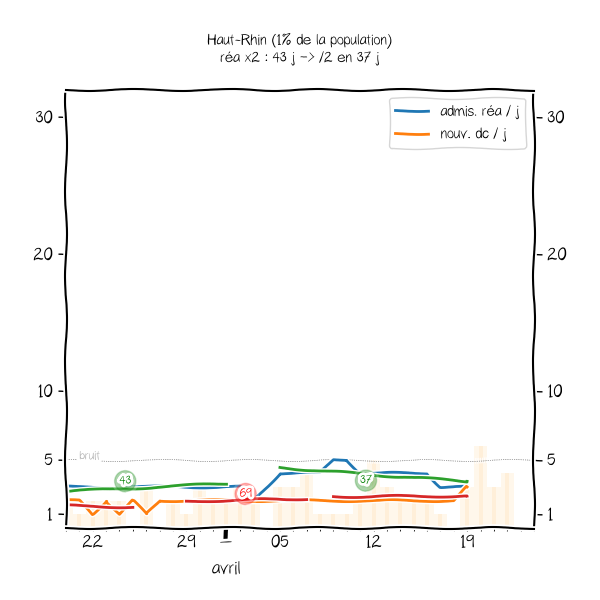 Haut-Rhin (1% de la population)
réa x2 : 43 j -> /2 en 37 j
admis. réa / j
nouv. dc / j
30 30
20 20
10 10
5 bruit 5
43 69 37
1 1
22 29 05 12 19
avril